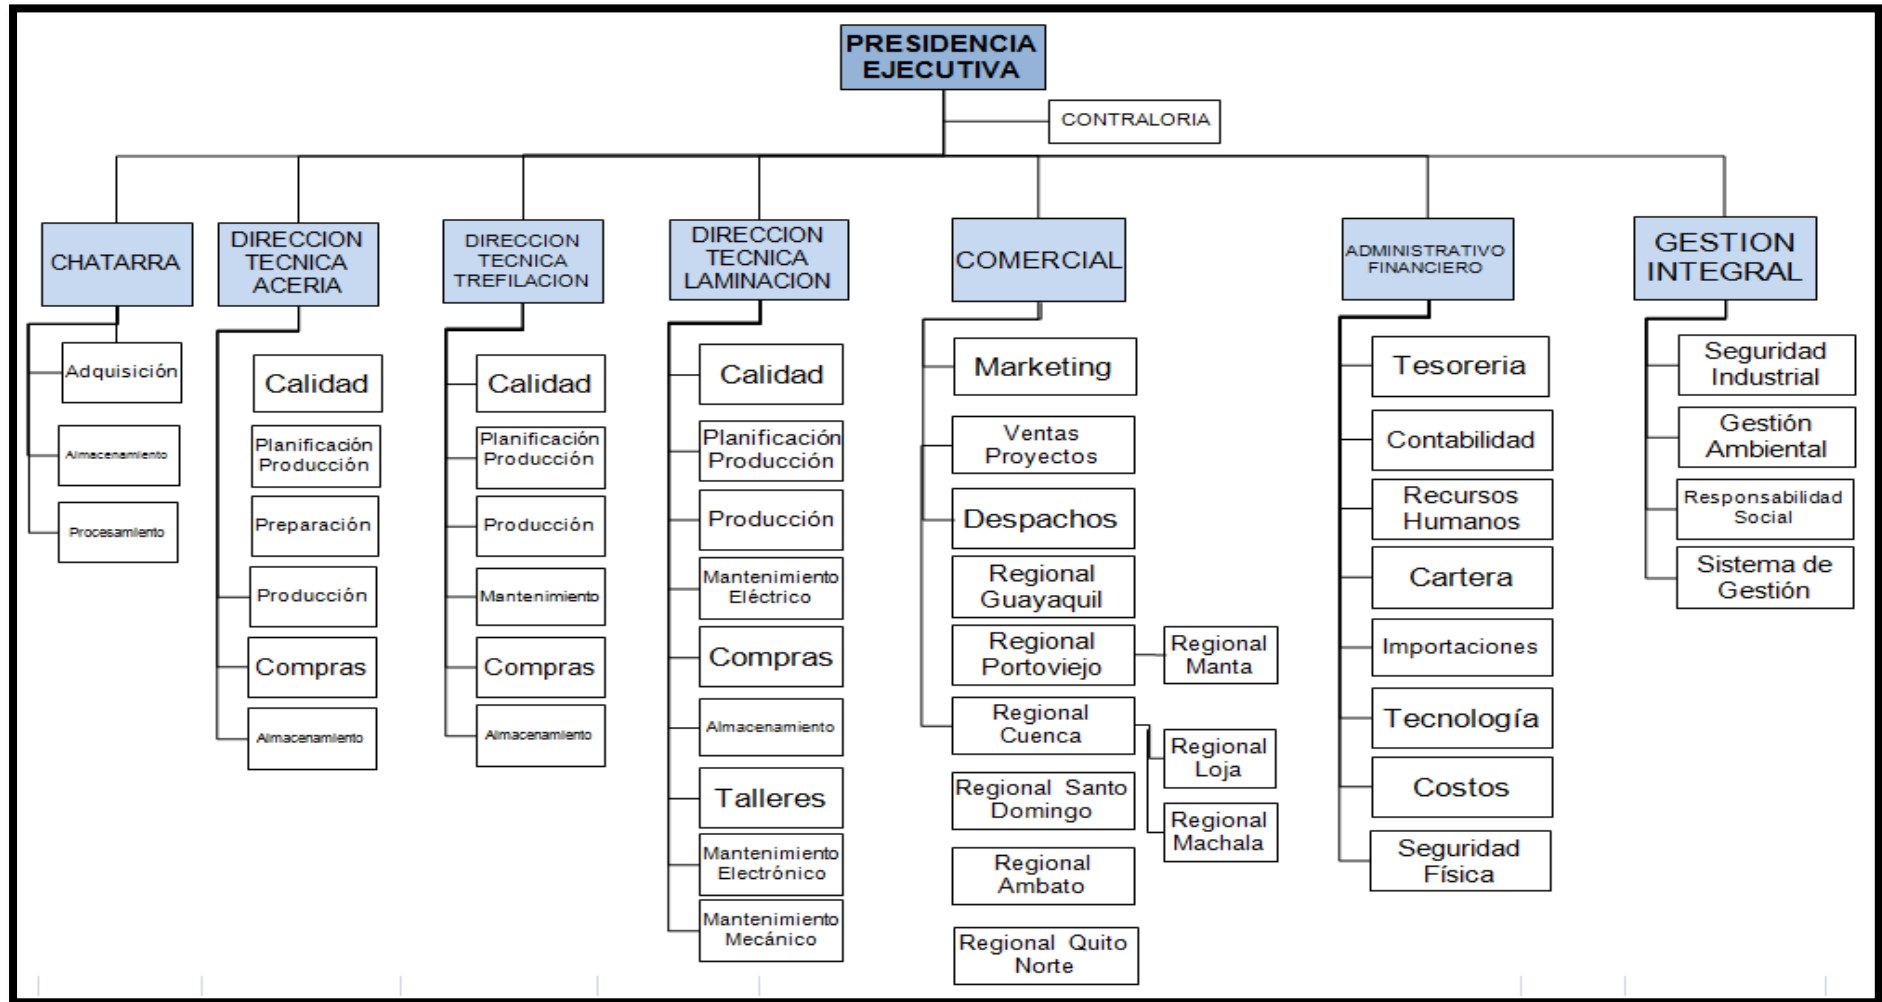 PRESIDENCIA
EJECUTIVA
CONTRALORIA
CHATARRA
Adquisición
Almacenamiento
Procesamiento
DIRECCION
TECNICA
ACERIA
Calidad
Planificación
Producción
Preparación
Producción
Compras
Almacenamiento
DIRECCION
TECNICA
TREFILACION
Calidad
Planificación
Producción
Producción
Mantenimiento
Compras
Almacenamiento
DIRECCION
TECNICA
LAMINACION
Calidad
Planificación
Producción
Producción
Mantenimiento
Eléctrico
Compras
Almacenamiento
Talleres
Mantenimiento
Electrónico
Mantenimiento
Mecánico
COMERCIAL
Marketing
Ventas
Proyectos
Despachos
Regional
Guayaquil
Regional
Portoviejo
Regional
Manta
Regional
Cuenca
Regional
Loja
Regional
Machala
Regional Santo
Domingo
Regional
Ambato
Regional Quito
Norte
ADMINISTRATIVO
FINANCIERO
Tesoreria
Contabilidad
Recursos
Humanos
Cartera
Importaciones
Tecnología
Costos
Seguridad
Física
GESTION
INTEGRAL
Seguridad
Industrial
Gestión
Ambiental
Responsabilidad
Social
Sistema de
Gestión